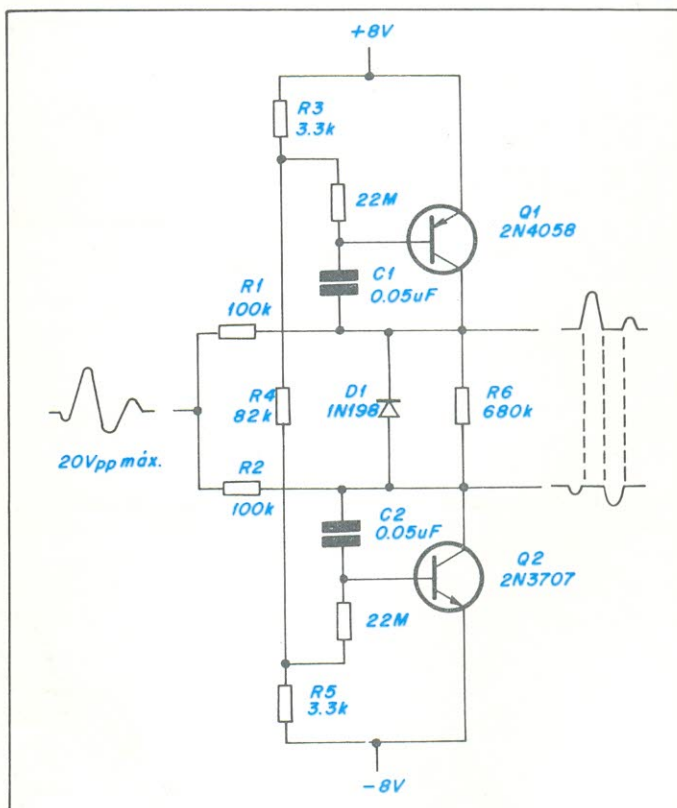 +8V
R3
3.3k
22M
Q1
2N4058
C1
0.05uF
R1
100k
R4
82k
D1
1N198
R6
680k
20Vpp máx.
R2
100k
C2
0.05uF
Q2
2N3707
22M
R5
3.3k
-8V